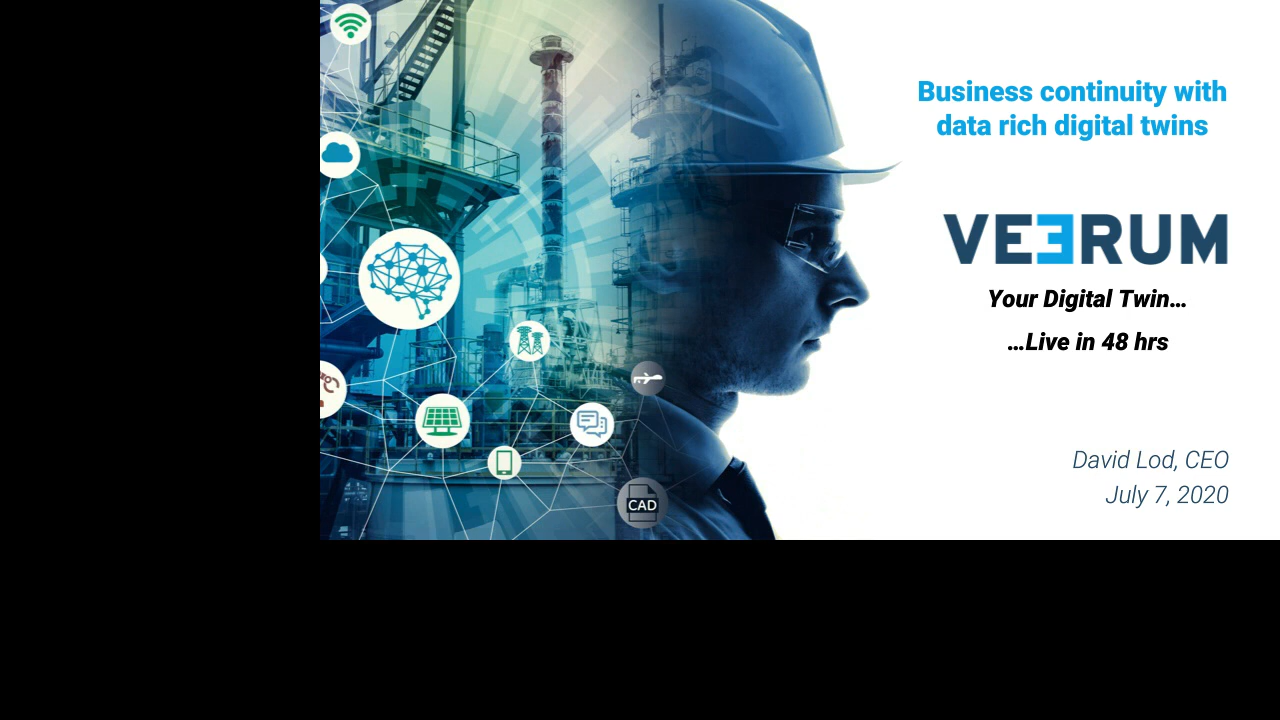 Business continuity with
data rich digital twins
VEERUM
Your Digital Twin...
...Live in 48 hrs
David Lod, CEO
July 7, 2020
CAD